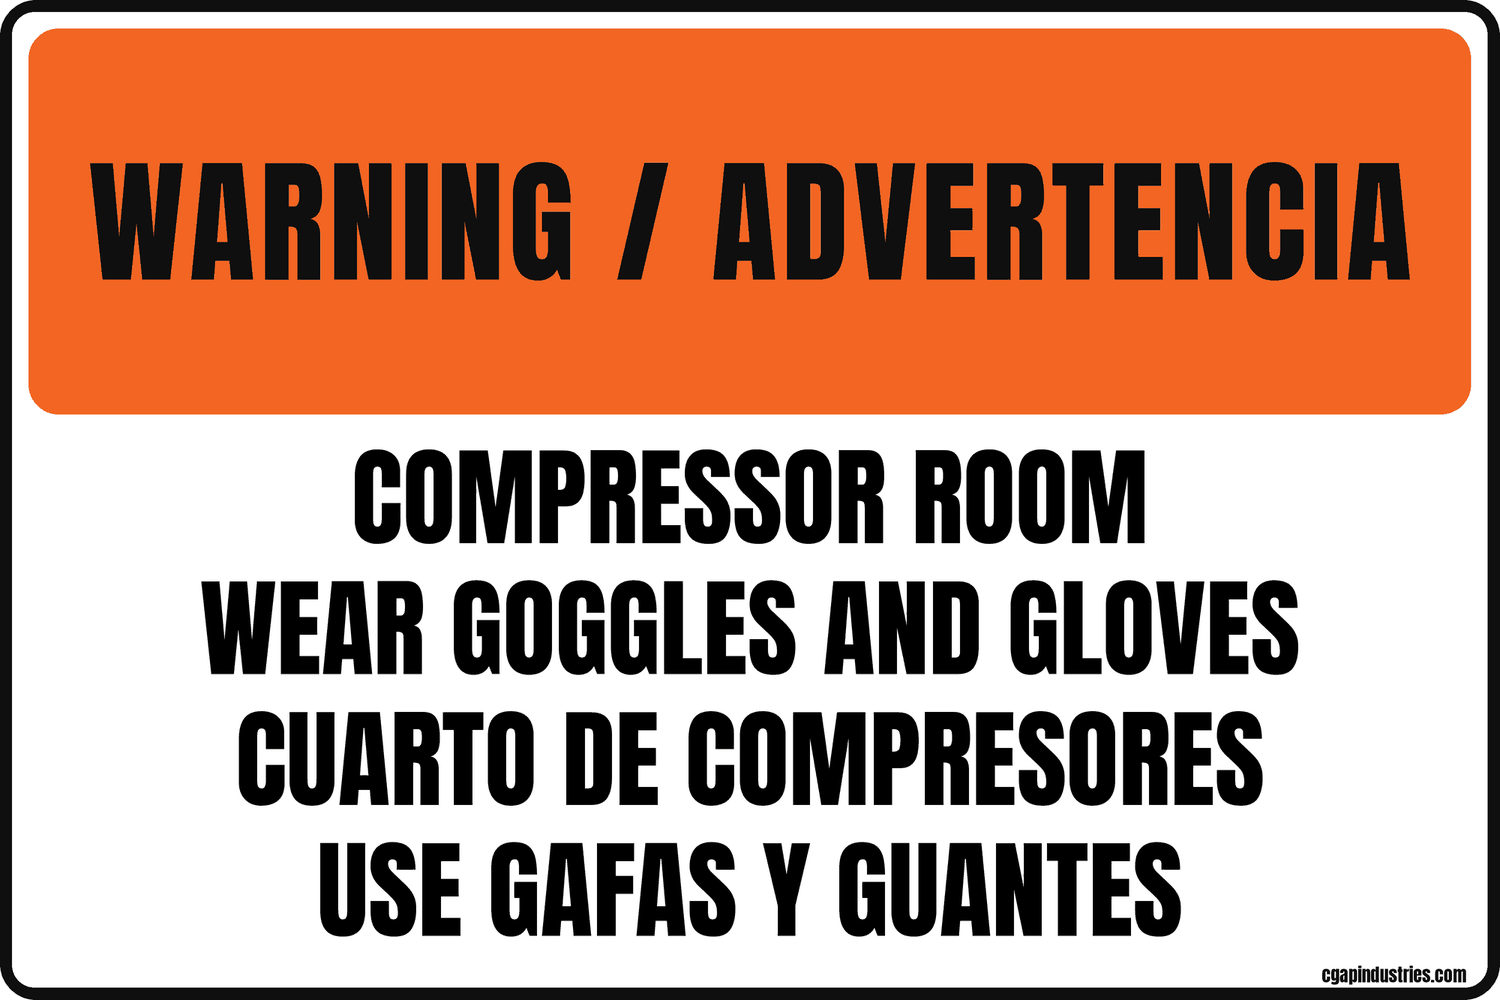 WARNING / ADVERTENCIA
COMPRESSOR ROOM
WEAR GOGGLES AND GLOVES
CUARTO DE COMPRESORES
USE GAFAS Y GUANTES
cgapindustries.com